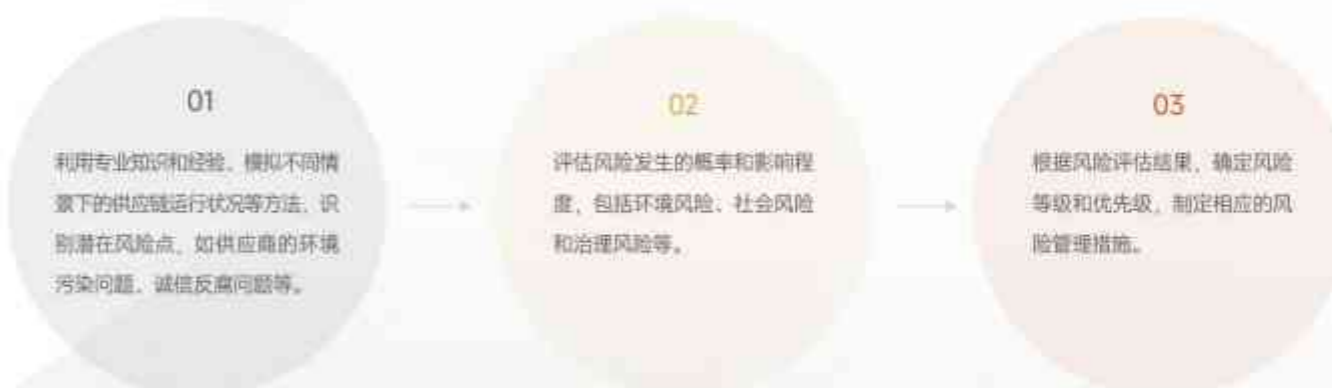 01
利用专业知识和经验、模拟不同情
景下的供应链运行状况等方法，识
别潜在风险点，如供应商的环境
污染问题、诚信反腐问题等。
02
评估风险发生的概率和影响程
度，包括环境风险、社会风险
和治理风险等。
03
根据风险评估结果，确定风险
等级和优先级，制定相应的风
险管理措施。